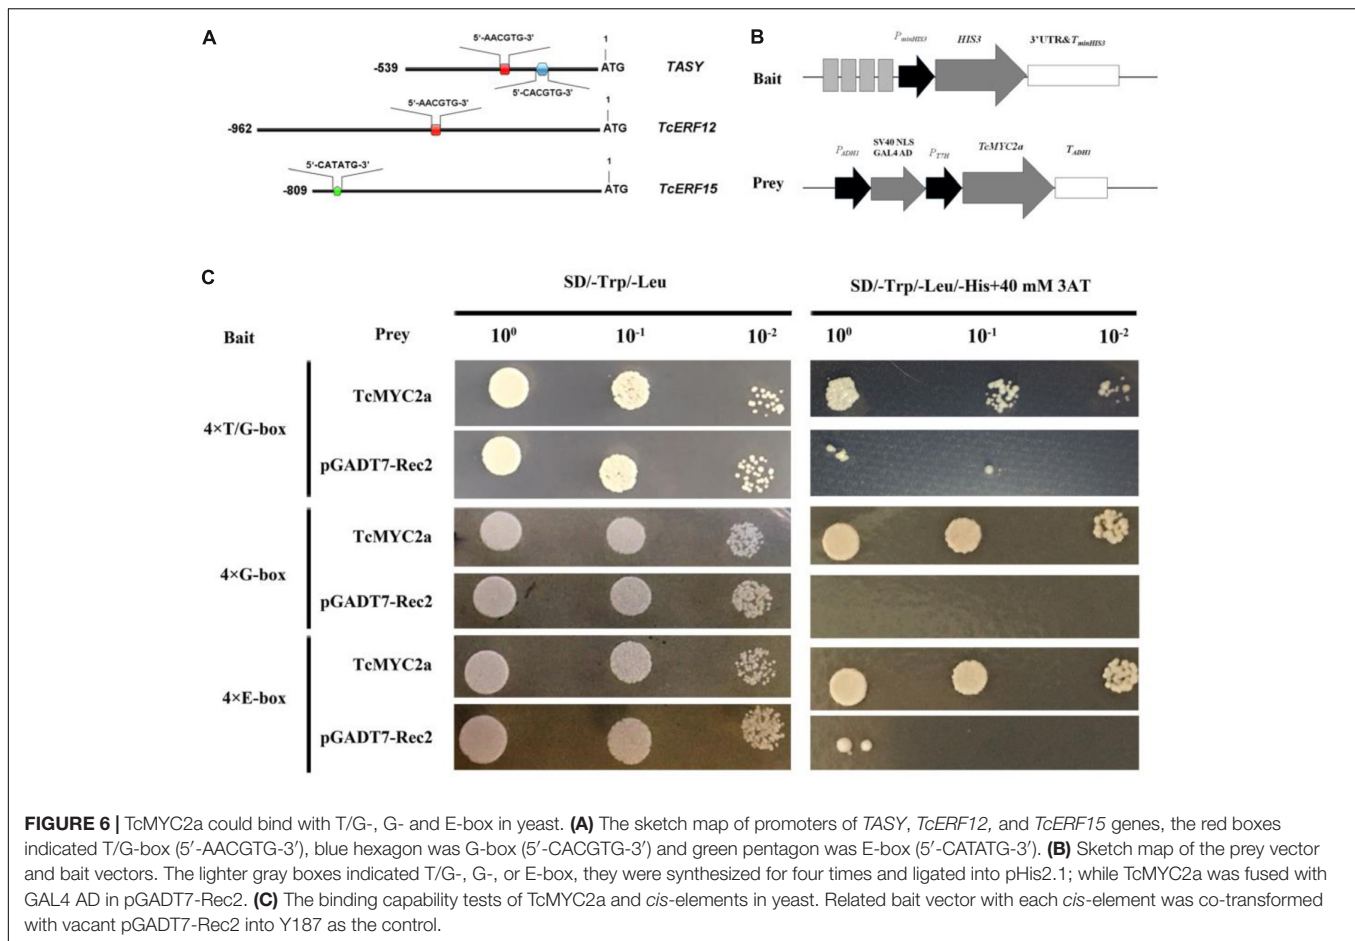 A
5'-AACGTG-3'
1
-539
ATG
TASY
5'-CACGTG-3'
5'-AACGTG-3'
1
-962
ATG
TcERF12
5'-CATATG-3'
1
-809
ATG
TcERF15
B
PminHIS3
HIS3
3'UTR&TminHIS3
Bait
PADH1
SV40 NLS
GAL4 AD
PT7H
TcMYC2a
TADH1
Prey
C
SD/-Trp/-Leu
SD/-Trp/-Leu/-His+40 mM 3AT
Bait
Prey
10⁰
10⁻¹
10⁻²
10⁰
10⁻¹
10⁻²
4×T/G-box
TcMYC2a
pGADT7-Rec2
4×G-box
TcMYC2a
pGADT7-Rec2
4×E-box
TcMYC2a
pGADT7-Rec2
FIGURE 6 | TcMYC2a could bind with T/G-, G- and E-box in yeast. (A) The sketch map of promoters of TASY, TcERF12, and TcERF15 genes, the red boxes
indicated T/G-box (5′-AACGTG-3′), blue hexagon was G-box (5′-CACGTG-3′) and green pentagon was E-box (5′-CATATG-3′). (B) Sketch map of the prey vector
and bait vectors. The lighter gray boxes indicated T/G-, G-, or E-box, they were synthesized for four times and ligated into pHis2.1; while TcMYC2a was fused with
GAL4 AD in pGADT7-Rec2. (C) The binding capability tests of TcMYC2a and cis-elements in yeast. Related bait vector with each cis-element was co-transformed
with vacant pGADT7-Rec2 into Y187 as the control.